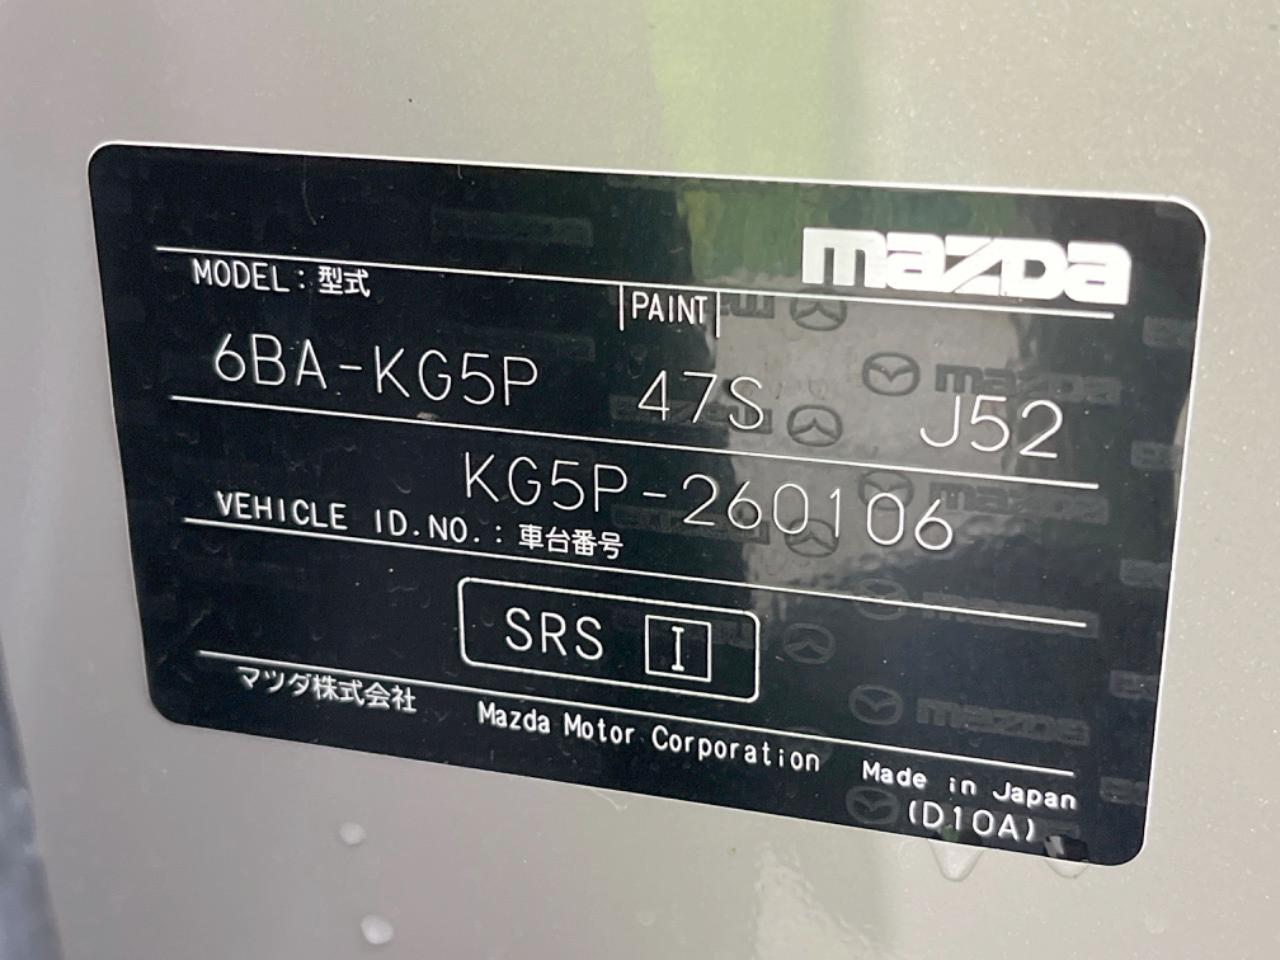 mazda
MODEL : 型式
PAINT
6BA-KG5P 47S J52
KG5P-260106
VEHICLE ID.NO. : 車台番号
SRS I
マツダ株式会社 Mazda Motor Corporation Made in Japan
(D10A)